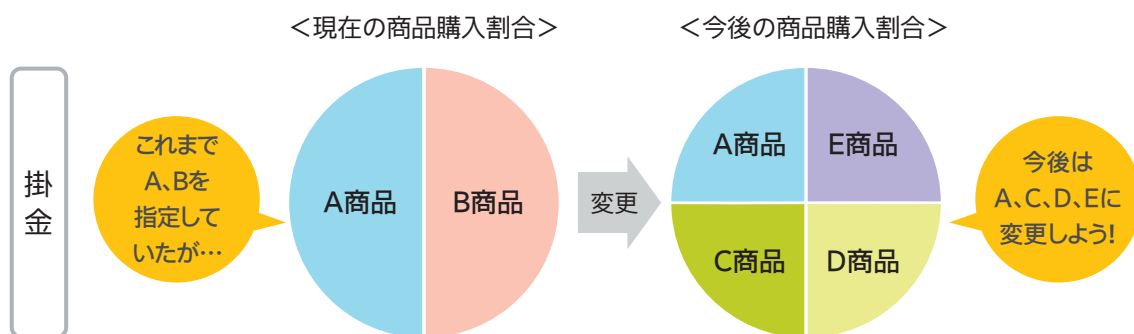 ＜現在の商品購入割合＞
＜今後の商品購入割合＞
掛金
これまで
A、Bを
指定して
いたが…
A商品
B商品
変更
A商品
E商品
C商品
D商品
今後は
A、C、D、Eに
変更しよう!